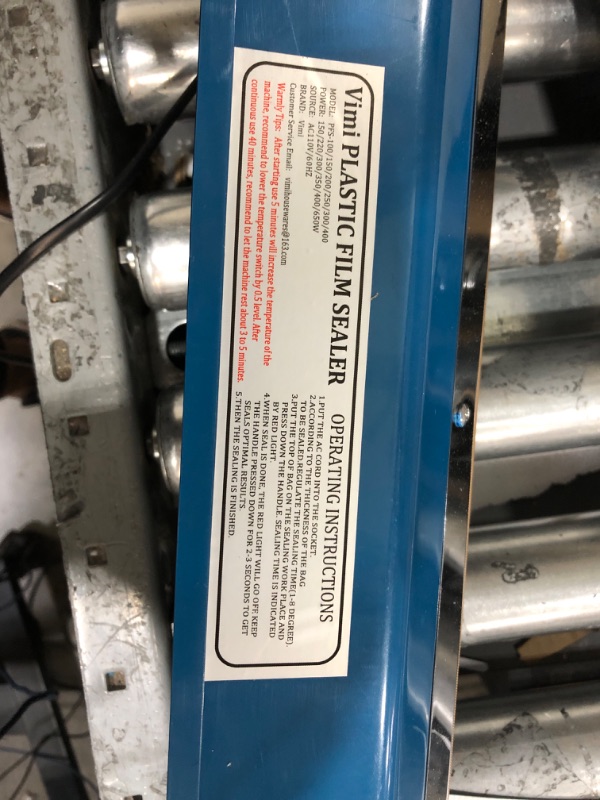 Vimi PLASTIC FILM SEALER
MODEL: PFS-100/150/200/250/300/400
POWER: 150/220/300/350/400/650W
SOURCE: AC110V/60HZ
BRAND: Vimi
Customer Service Email: vimihousewares@163.com
Warmly Tips: After starting use 5 minutes will increase the temperature of the
machine, recommend to lower the temperature switch by 0.5 level. After
continuous use 40 minutes, recommend to let the machine rest about 3 to 5 minutes.
OPERATING INSTRUCTIONS
1.PUT THE AC CORD INTO THE SOCKET.
2.ACCORDING TO THE THICKNESS OF THE BAG
TO BE SEALED.REGULATE THE SEALING TIME(1-8 DEGREE).
3.PUT THE TOP OF BAG ON THE SEALING WORK PLACE AND
PRESS DOWN THE HANDLE. SEALING TIME IS INDICATED
BY RED LIGHT.
4.WHEN SEAL IS DONE, THE RED LIGHT WILL GO OFF. KEEP
THE HANDLE PRESSED DOWN FOR 2-3 SECONDS TO GET
SEALS OPTIMAL RESULTS.
5.THEN THE SEALING IS FINISHED.